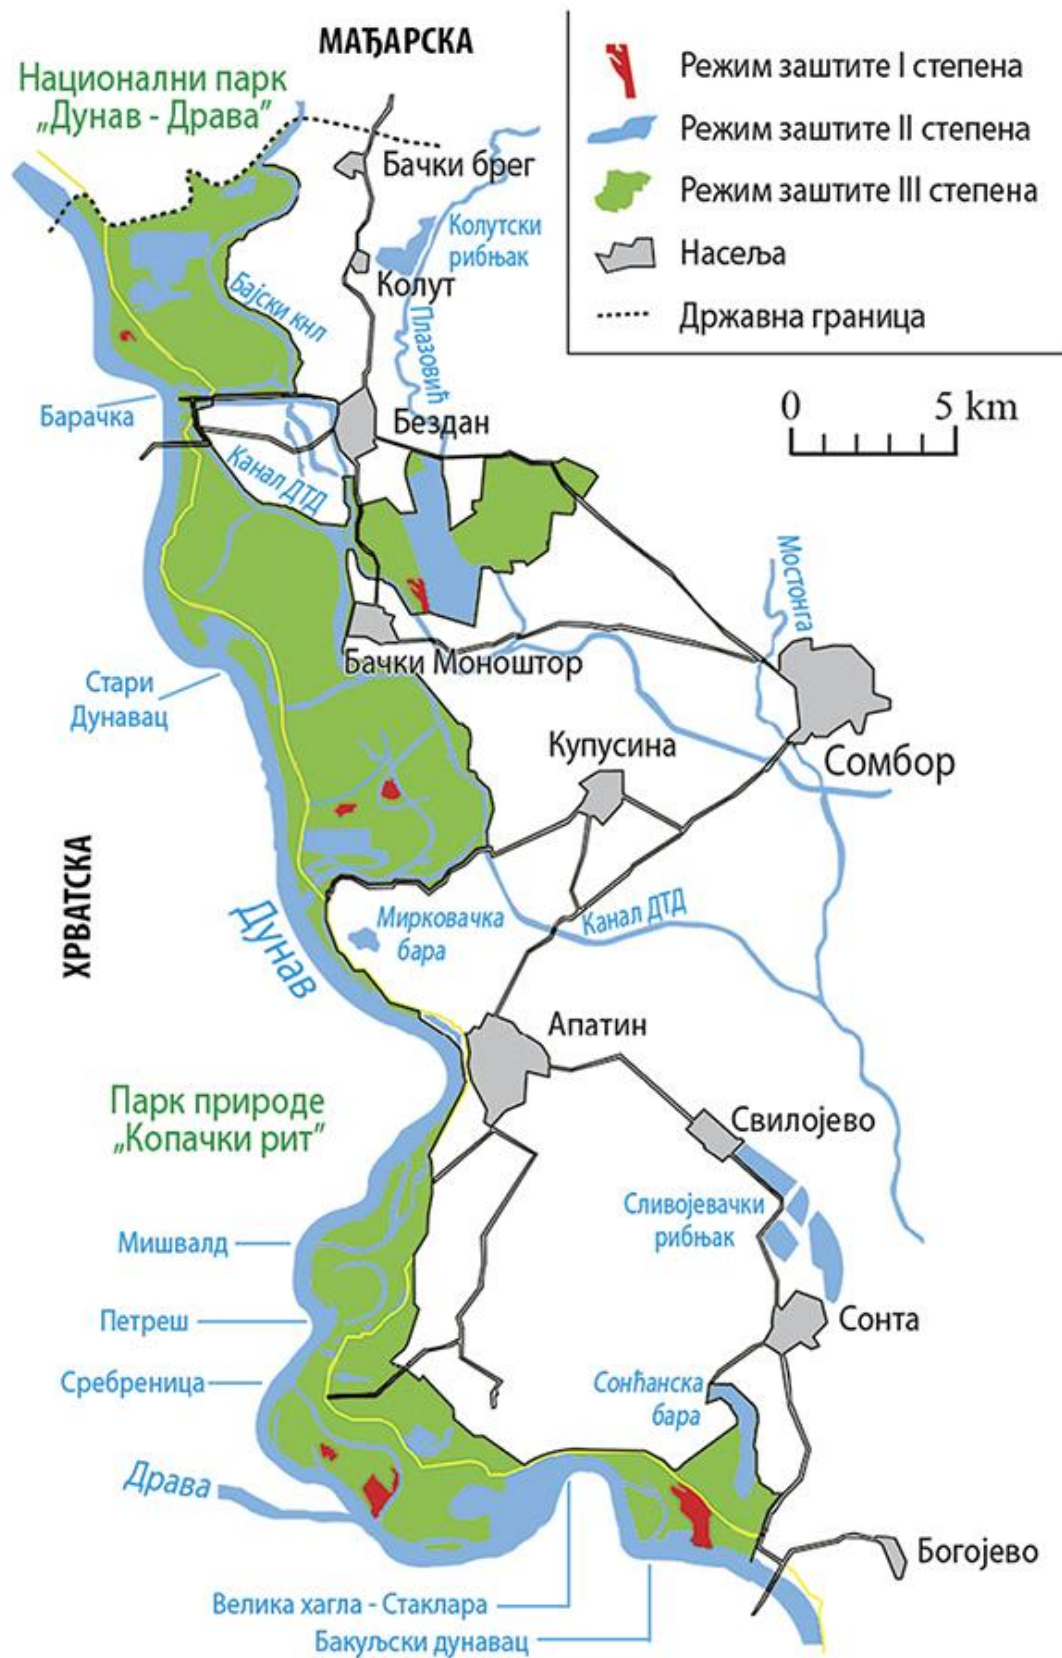 МАЂАРСКА
Национални парк
„Дунав - Драва”
Режим заштите I степена
Режим заштите II степена
Режим заштите III степена
Насеља
Државна граница
0 5 km
Бачки брег
Колутски
рибњак
Колут
Бајски кнл
Плазовић
Барачка
Бездан
Канал ДТД
Мостонга
Бачки Моноштор
Стари
Дунавац
Купусина
Сомбор
ХРВАТСКА
Дунав
Мирковачка
бара
Канал ДТД
Апатин
Парк природе
„Копачки рит”
Свилојево
Сливојевачки
рибњак
Мишвалд
Петреш
Сонта
Сребреница
Сонћанска
бара
Драва
Богојево
Велика хагла - Стаклара
Бакуљски дунавац